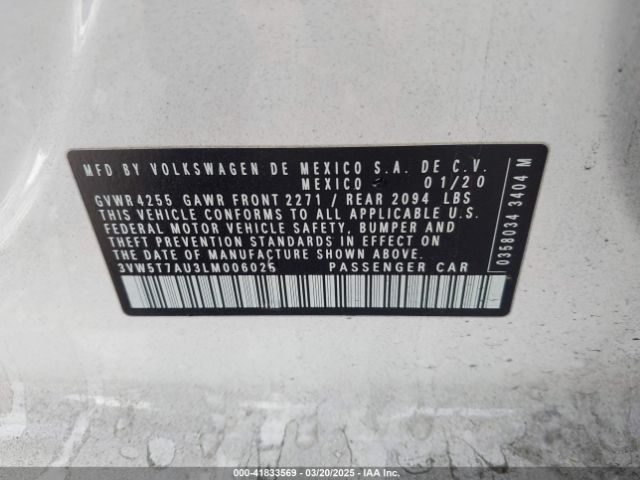 MFD BY VOLKSWAGEN DE MEXICO S.A. DE C.V.
MEXICO 01/20
GVWR 4255 GAWR FRONT 2271 / REAR 2094 LBS
THIS VEHICLE CONFORMS TO ALL APPLICABLE U.S.
FEDERAL MOTOR VEHICLE SAFETY, BUMPER AND
THEFT PREVENTION STANDARDS IN EFFECT ON THE
DATE OF MANUFACTURE SHOWN ABOVE.
3VW5T7AU3LM006026 PASSENGER CAR
0358034 3404 M
000-41833569 | 03/20/2025 | IAA Inc.